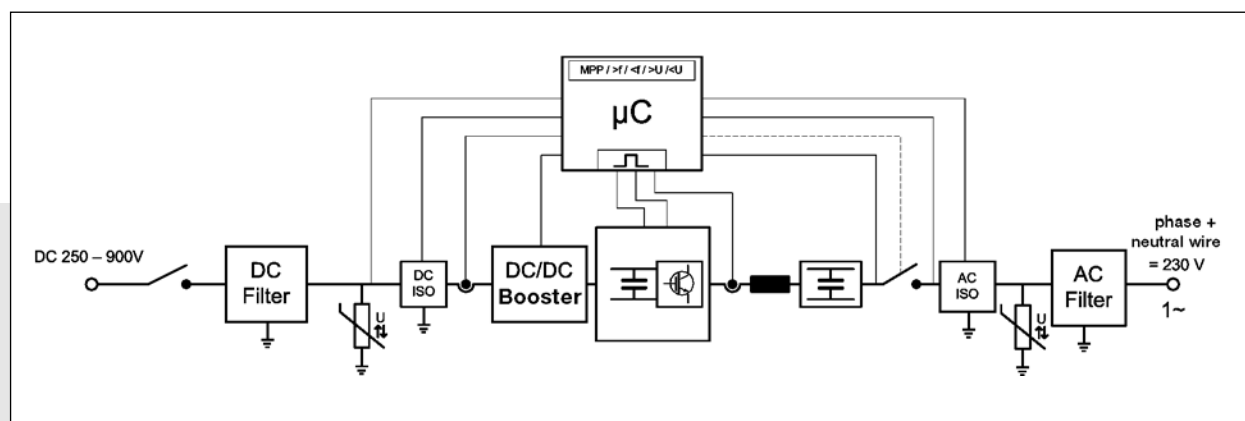 MPP / >f / <f / >U / <U
µC
DC 250 – 900V
DC
Filter
U
DC
ISO
DC/DC
Booster
AC
ISO
U
AC
Filter
phase +
neutral wire
= 230 V
1~